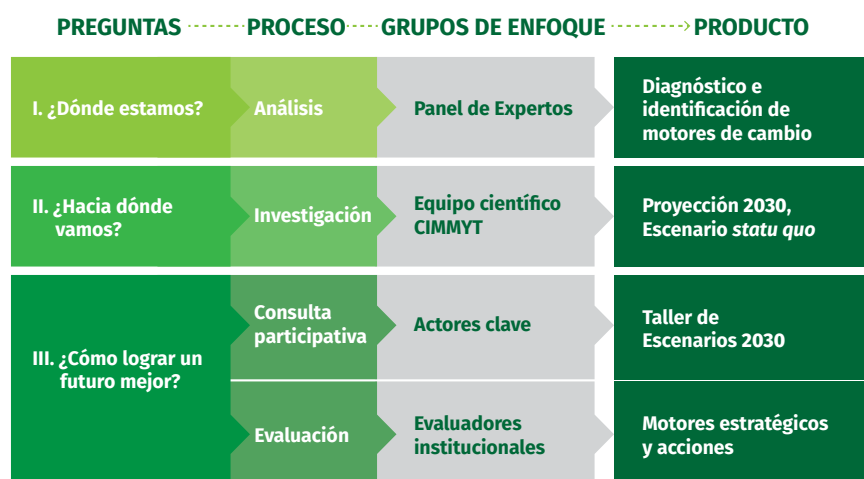 PREGUNTAS PROCESO GRUPOS DE ENFOQUE PRODUCTO
I. ¿Dónde estamos?
Análisis
Panel de Expertos
Diagnóstico e
identificación de
motores de cambio
II. ¿Hacia dónde
vamos?
Investigación
Equipo científico
CIMMYT
Proyección 2030,
Escenario statu quo
III. ¿Cómo lograr un
futuro mejor?
Consulta
participativa
Actores clave
Taller de
Escenarios 2030
Evaluación
Evaluadores
institucionales
Motores estratégicos
y acciones